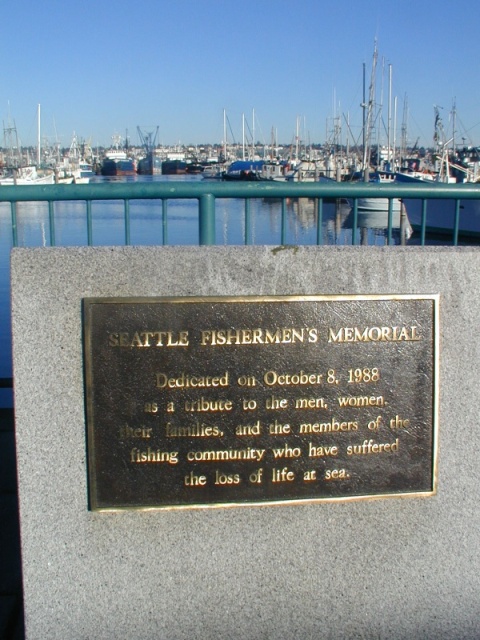 SEATTLE FISHERMEN'S MEMORIAL
Dedicated on October 8, 1988
as a tribute to the men, women,
their families, and the members of the
fishing community who have suffered
the loss of life at sea.